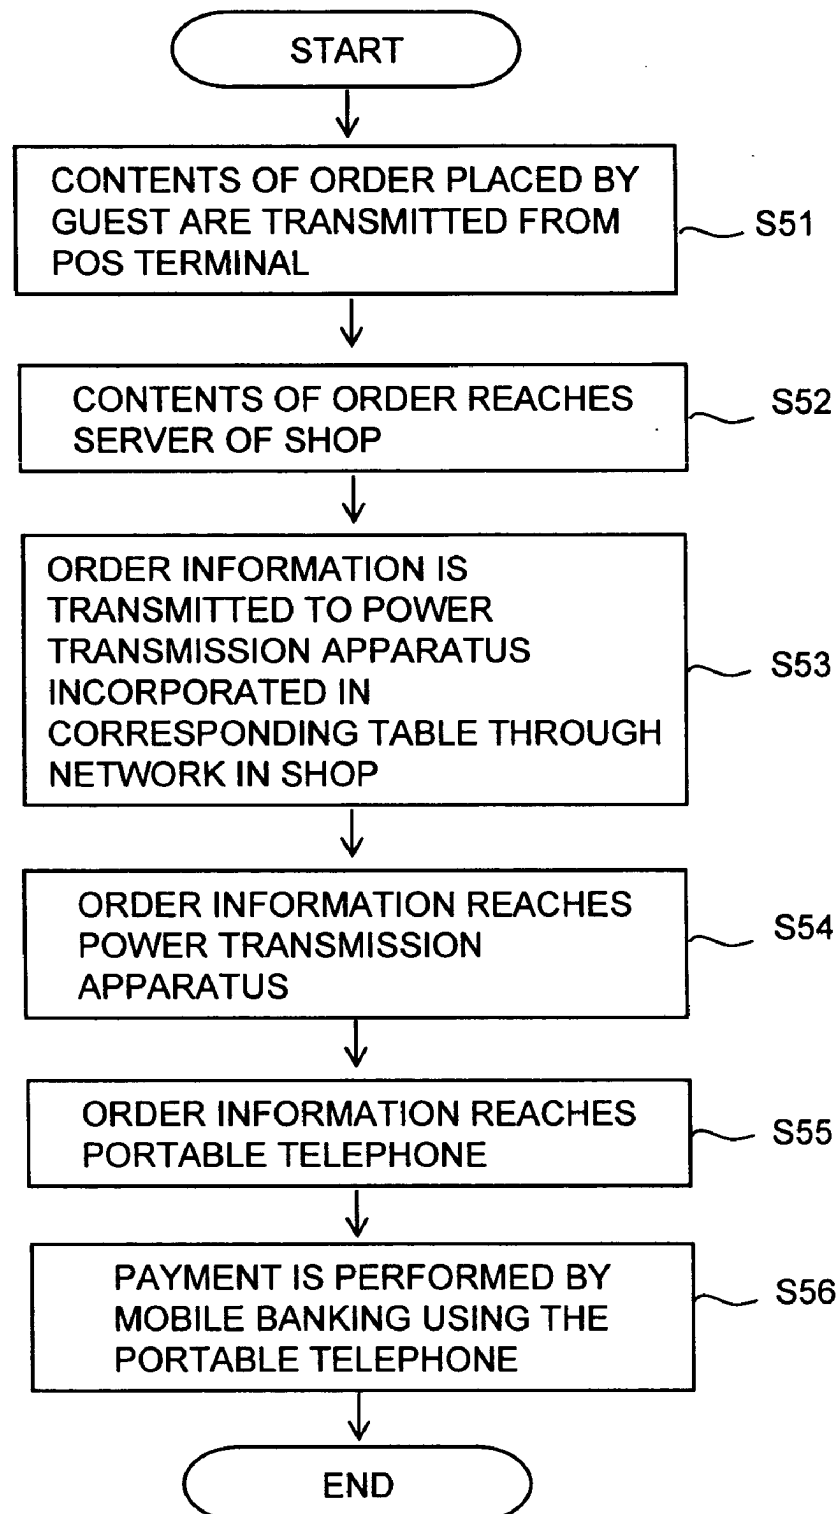 START
CONTENTS OF ORDER PLACED BY
GUEST ARE TRANSMITTED FROM
POS TERMINAL
S51
CONTENTS OF ORDER REACHES
SERVER OF SHOP
S52
ORDER INFORMATION IS
TRANSMITTED TO POWER
TRANSMISSION APPARATUS
INCORPORATED IN
CORRESPONDING TABLE THROUGH
NETWORK IN SHOP
S53
ORDER INFORMATION REACHES
POWER TRANSMISSION
APPARATUS
S54
ORDER INFORMATION REACHES
PORTABLE TELEPHONE
S55
PAYMENT IS PERFORMED BY
MOBILE BANKING USING THE
PORTABLE TELEPHONE
S56
END